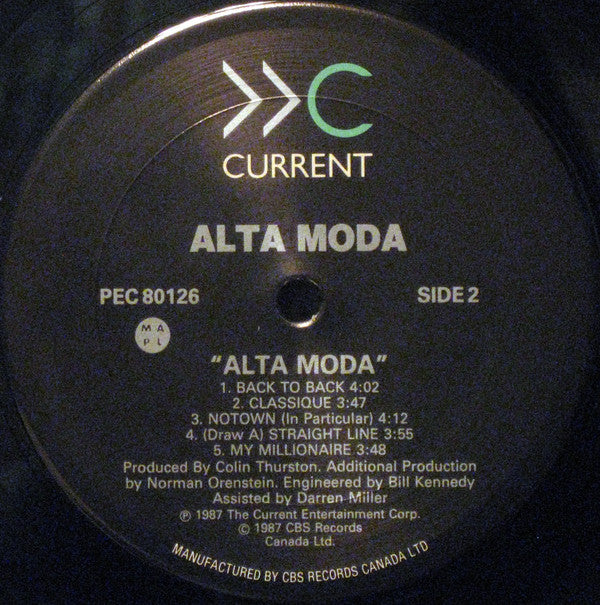 CURRENT
ALTA MODA
PEC 80126
SIDE 2
M A
P L
"ALTA MODA"
1. BACK TO BACK 4:02
2. CLASSIQUE 3:47
3. NOTOWN (In Particular) 4:12
4. (Draw A) STRAIGHT LINE 3:55
5. MY MILLIONAIRE 3:48
Produced By Colin Thurston. Additional Production
by Norman Orenstein. Engineered by Bill Kennedy
Assisted by Darren Miller
℗ 1987 The Current Entertainment Corp.
© 1987 CBS Records
Canada Ltd.
MANUFACTURED BY CBS RECORDS CANADA LTD